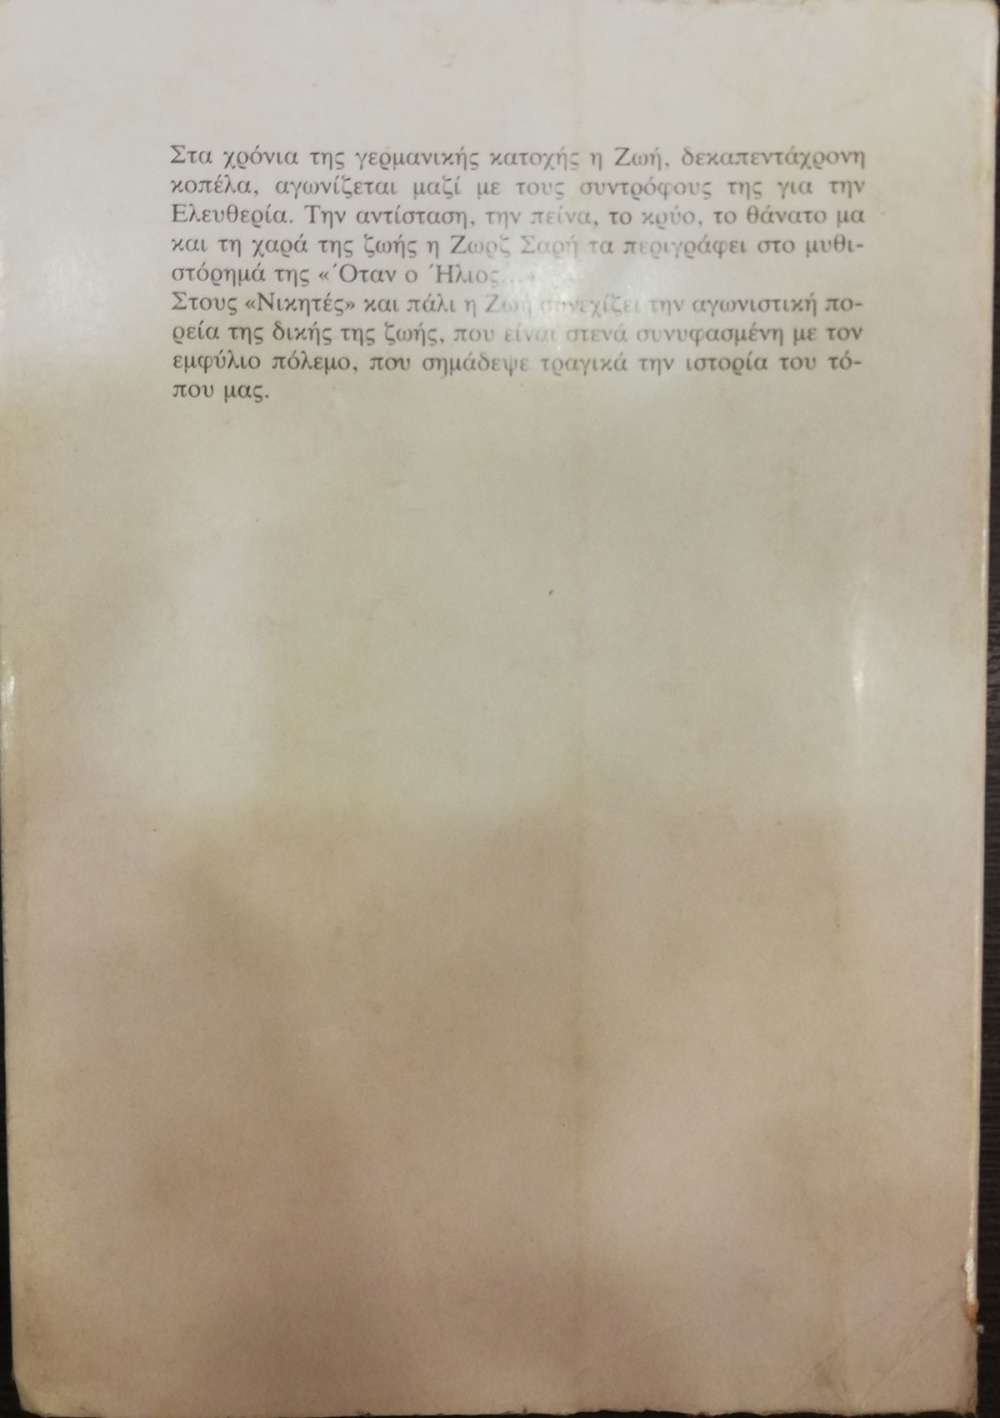 Στα χρόνια της γερμανικής κατοχής η Ζωή, δεκαπεντάχρονη
κοπέλα, αγωνίζεται μαζί με τους συντρόφους της για την
Ελευθερία. Την αντίσταση, την πείνα, το κρύο, το θάνατο μα
και τη χαρά της ζωής η Ζωρζ Σαρή τα περιγράφει στο μυθι-
στόρημά της «Όταν ο Ήλιος...»
Στους «Νικητές» και πάλι η Ζωή συνεχίζει την αγωνιστική πο-
ρεία της δικής της ζωής, που είναι στενά συνυφασμένη με τον
εμφύλιο πόλεμο, που σημάδεψε τραγικά την ιστορία του τό-
που μας.